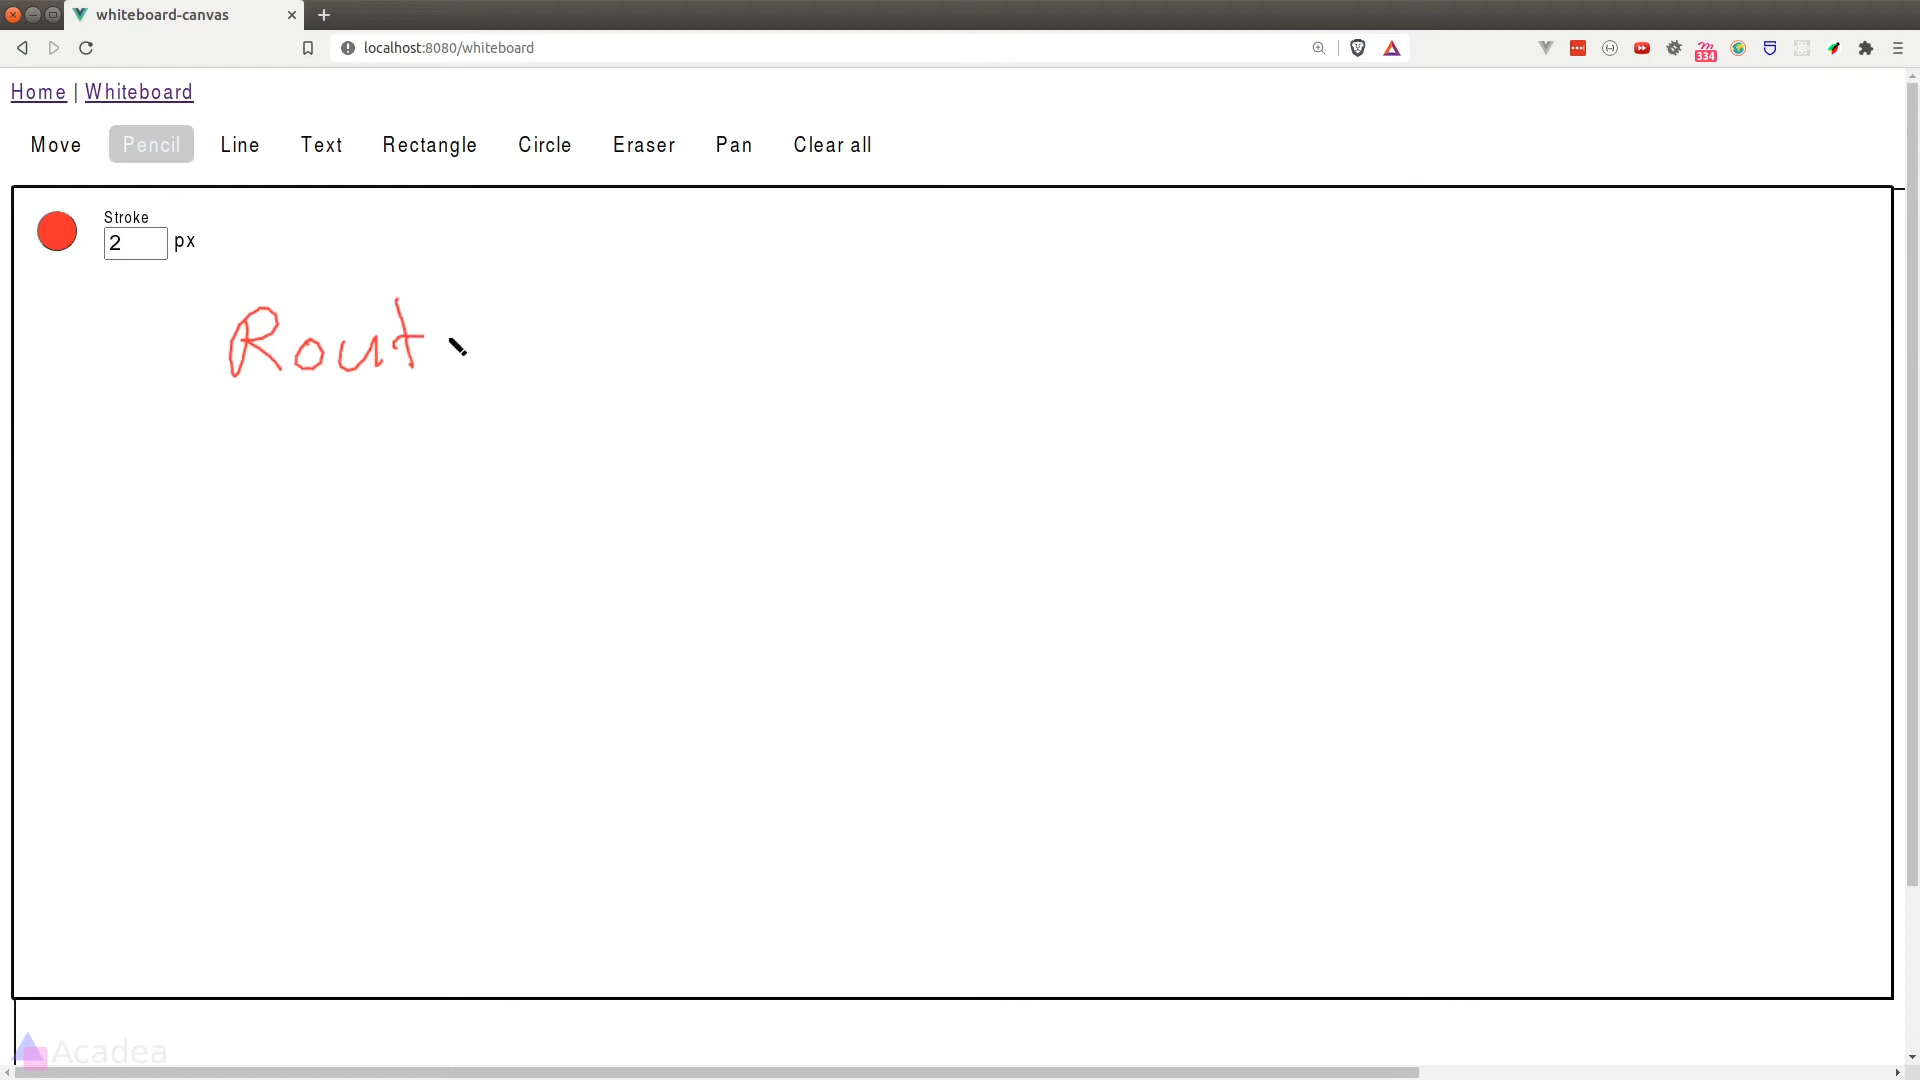 whiteboard-canvas
localhost:8080/whiteboard
334
Home | Whiteboard
Move Pencil Line Text Rectangle Circle Eraser Pan Clear all
Stroke
2 px
Rout
Acadea